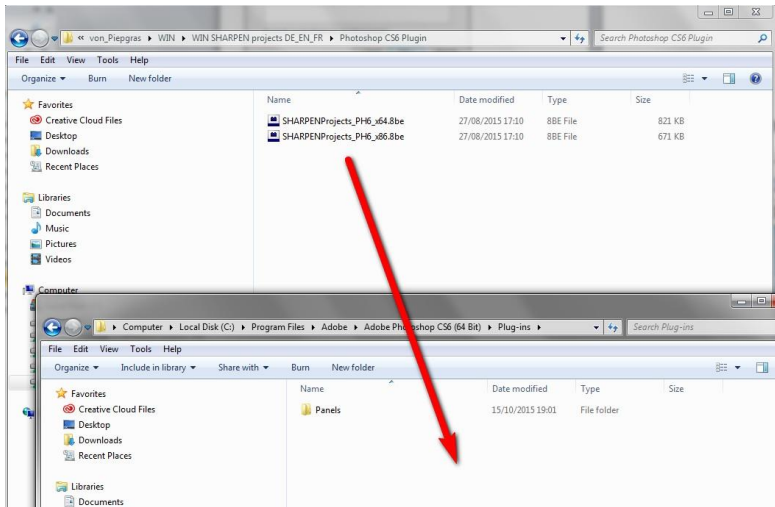 « von_Piepgras ▸ WIN ▸ WIN SHARPEN projects DE_EN_FR ▸ Photoshop CS6 Plugin Search Photoshop CS6 Plugin
File Edit View Tools Help
Organize Burn New folder
Favorites
Creative Cloud Files
Desktop
Downloads
Recent Places
Libraries
Documents
Music
Pictures
Videos
Computer
Name Date modified Type Size
SHARPENProjects_PH6_x64.8be 27/08/2015 17:10 8BE File 821 KB
SHARPENProjects_PH6_x86.8be 27/08/2015 17:10 8BE File 671 KB
▸ Computer ▸ Local Disk (C:) ▸ Program Files ▸ Adobe ▸ Adobe Photoshop CS6 (64 Bit) ▸ Plug-ins ▸ Search Plug-ins
File Edit View Tools Help
Organize Include in library Share with Burn New folder
Favorites
Creative Cloud Files
Desktop
Downloads
Recent Places
Libraries
Documents
Name Date modified Type Size
Panels 15/10/2015 19:01 File folder